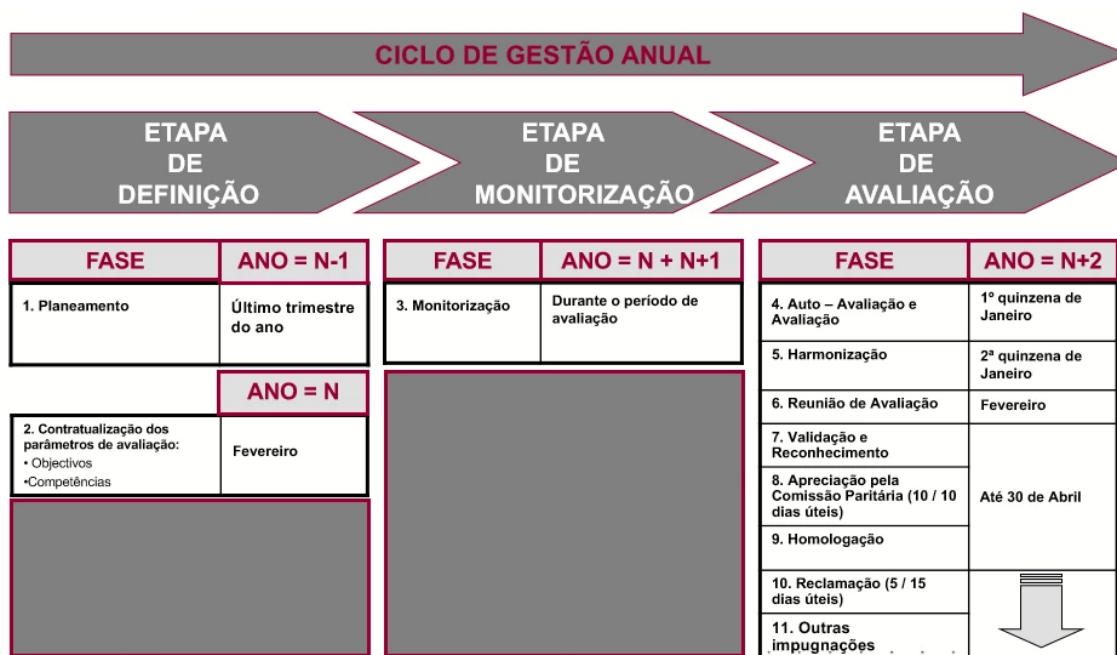 CICLO DE GESTÃO ANUAL
ETAPA
DE
DEFINIÇÃO
ETAPA
DE
MONITORIZAÇÃO
ETAPA
DE
AVALIAÇÃO
FASE
ANO = N-1
1. Planeamento
Último trimestre
do ano
ANO = N
2. Contratualização dos
parâmetros de avaliação:
• Objectivos
•Competências
Fevereiro
FASE
ANO = N + N+1
3. Monitorização
Durante o período de
avaliação
FASE
ANO = N+2
4. Auto – Avaliação e
Avaliação
1º quinzena de
Janeiro
5. Harmonização
2ª quinzena de
Janeiro
6. Reunião de Avaliação
Fevereiro
7. Validação e
Reconhecimento
8. Apreciação pela
Comissão Paritária (10 / 10
dias úteis)
9. Homologação
Até 30 de Abril
10. Reclamação (5 / 15
dias úteis)
11. Outras
impugnações